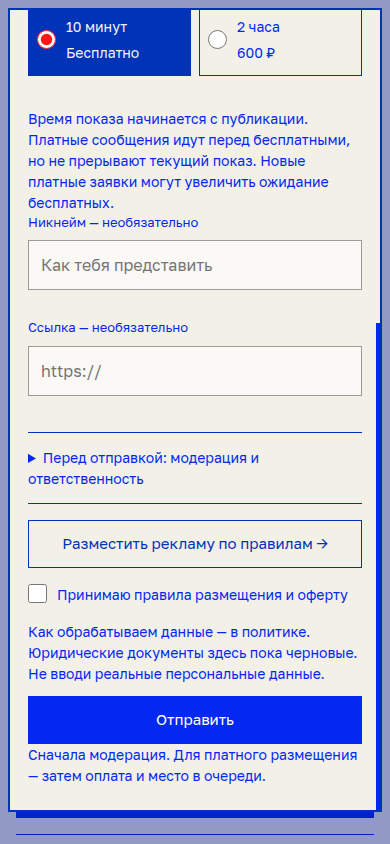 10 минут
Бесплатно
2 часа
600 ₽
Время показа начинается с публикации.
Платные сообщения идут перед бесплатными,
но не прерывают текущий показ. Новые
платные заявки могут увеличить ожидание
бесплатных.
Никнейм — необязательно
Как тебя представить
Ссылка — необязательно
https://
Перед отправкой: модерация и
ответственность
Разместить рекламу по правилам →
Принимаю правила размещения и оферту
Как обрабатываем данные — в политике.
Юридические документы здесь пока черновые.
Не вводи реальные персональные данные.
Отправить
Сначала модерация. Для платного размещения
— затем оплата и место в очереди.